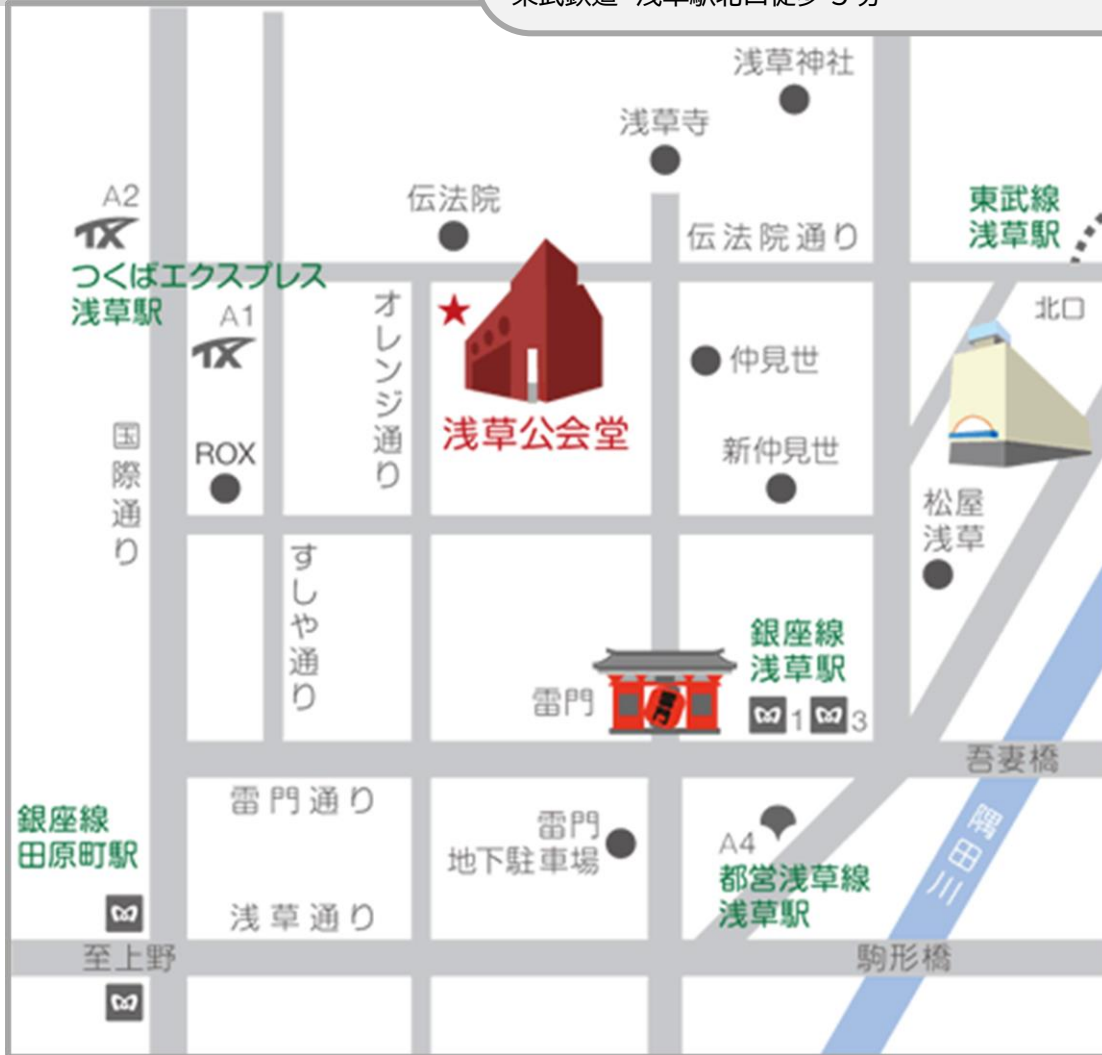 浅草神社
浅草寺
A2
伝法院
東武線
浅草駅
伝法院通り
つくばエクスプレス
浅草駅
A1
北口
オレンジ通り
仲見世
浅草公会堂
国際通り
ROX
新仲見世
松屋
浅草
すしや通り
銀座線
浅草駅
雷門
1
3
吾妻橋
雷門通り
銀座線
田原町駅
雷門
地下駐車場
A4
都営浅草線
浅草駅
隅田川
浅草通り
至上野
駒形橋